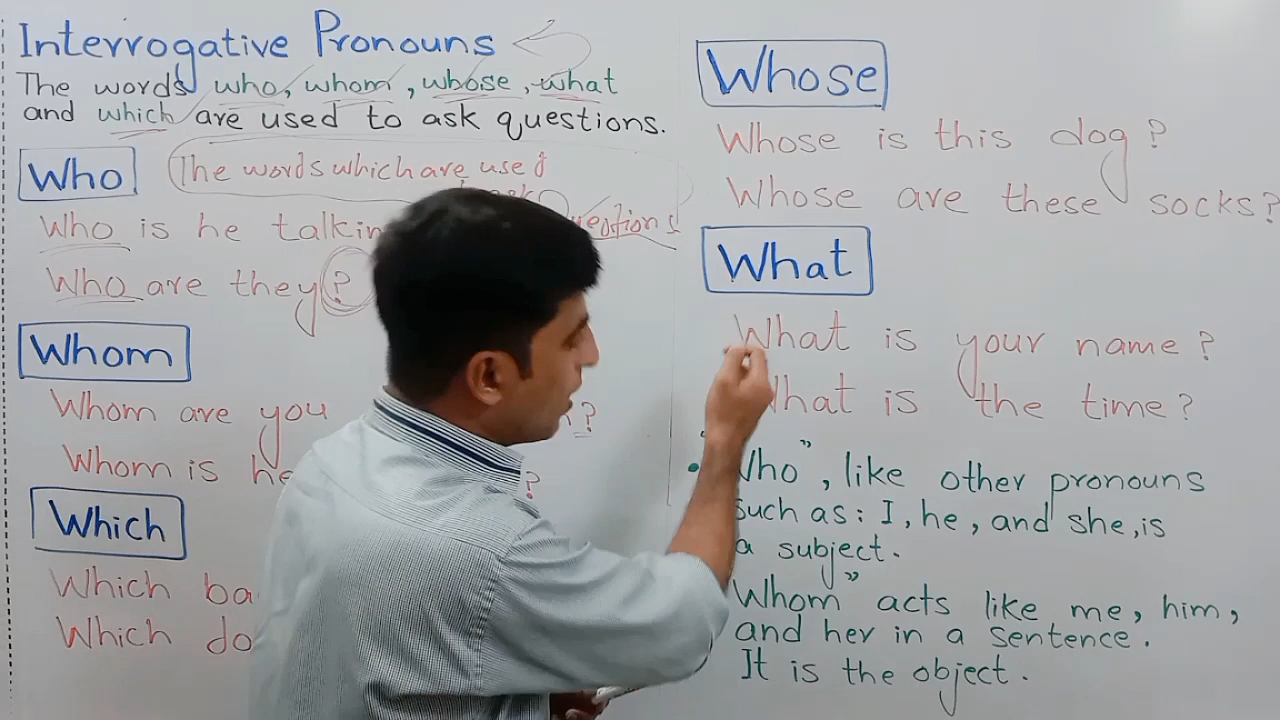 Interrogative Pronouns
The words who, whom, whose, what
and which are used to ask questions.
Who
The words which are used
Questions
Who is he talkin
Who are they?
Whom
Whom are you ?
Whom is he ?
Which
Which
Which
Whose
Whose is this dog?
Whose are these socks?
What
What is your name?
What is the time?
• "Who", like other pronouns
such as: I, he, and she, is
a subject.
Whom" acts like me, him,
and her in a sentence.
It is the object.